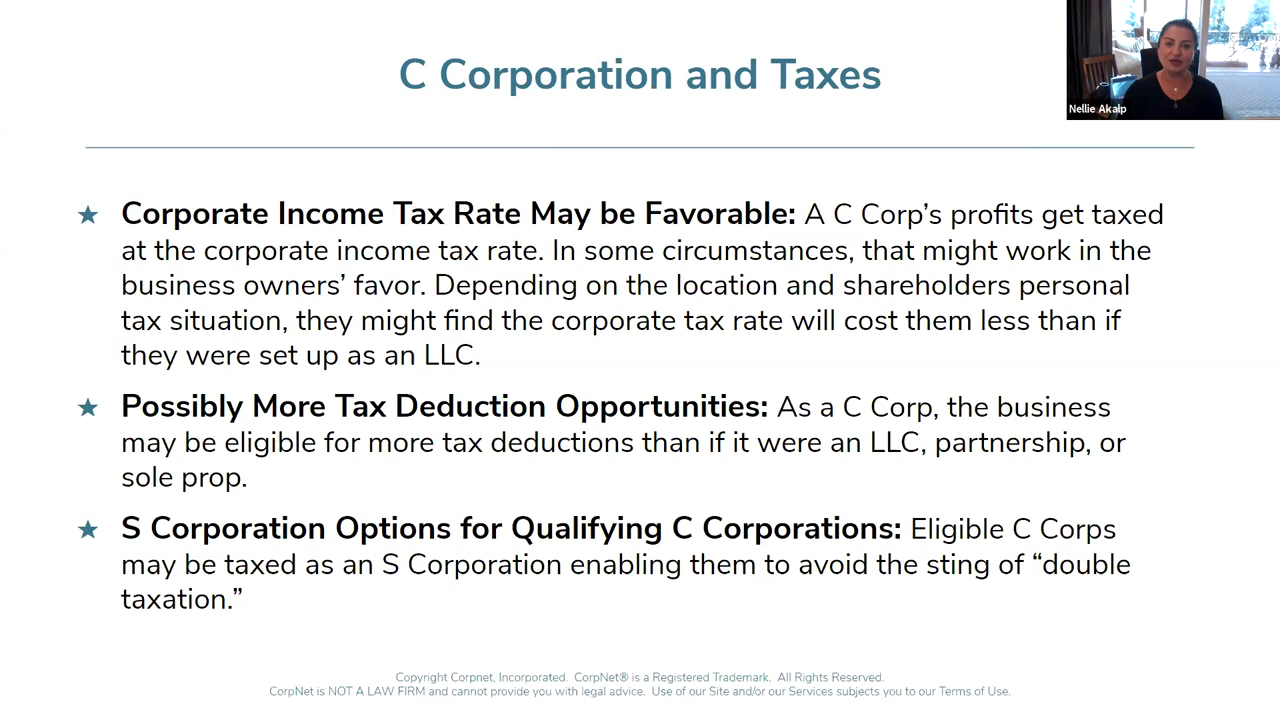 C Corporation and Taxes
Nellie Akalp
★ Corporate Income Tax Rate May be Favorable: A C Corp’s profits get taxed
at the corporate income tax rate. In some circumstances, that might work in the
business owners’ favor. Depending on the location and shareholders personal
tax situation, they might find the corporate tax rate will cost them less than if
they were set up as an LLC.
★ Possibly More Tax Deduction Opportunities: As a C Corp, the business
may be eligible for more tax deductions than if it were an LLC, partnership, or
sole prop.
★ S Corporation Options for Qualifying C Corporations: Eligible C Corps
may be taxed as an S Corporation enabling them to avoid the sting of “double
taxation.”
Copyright Corpnet, Incorporated. CorpNet® is a Registered Trademark. All Rights Reserved.
CorpNet is NOT A LAW FIRM and cannot provide you with legal advice. Use of our Site and/or our Services subjects you to our Terms of Use.